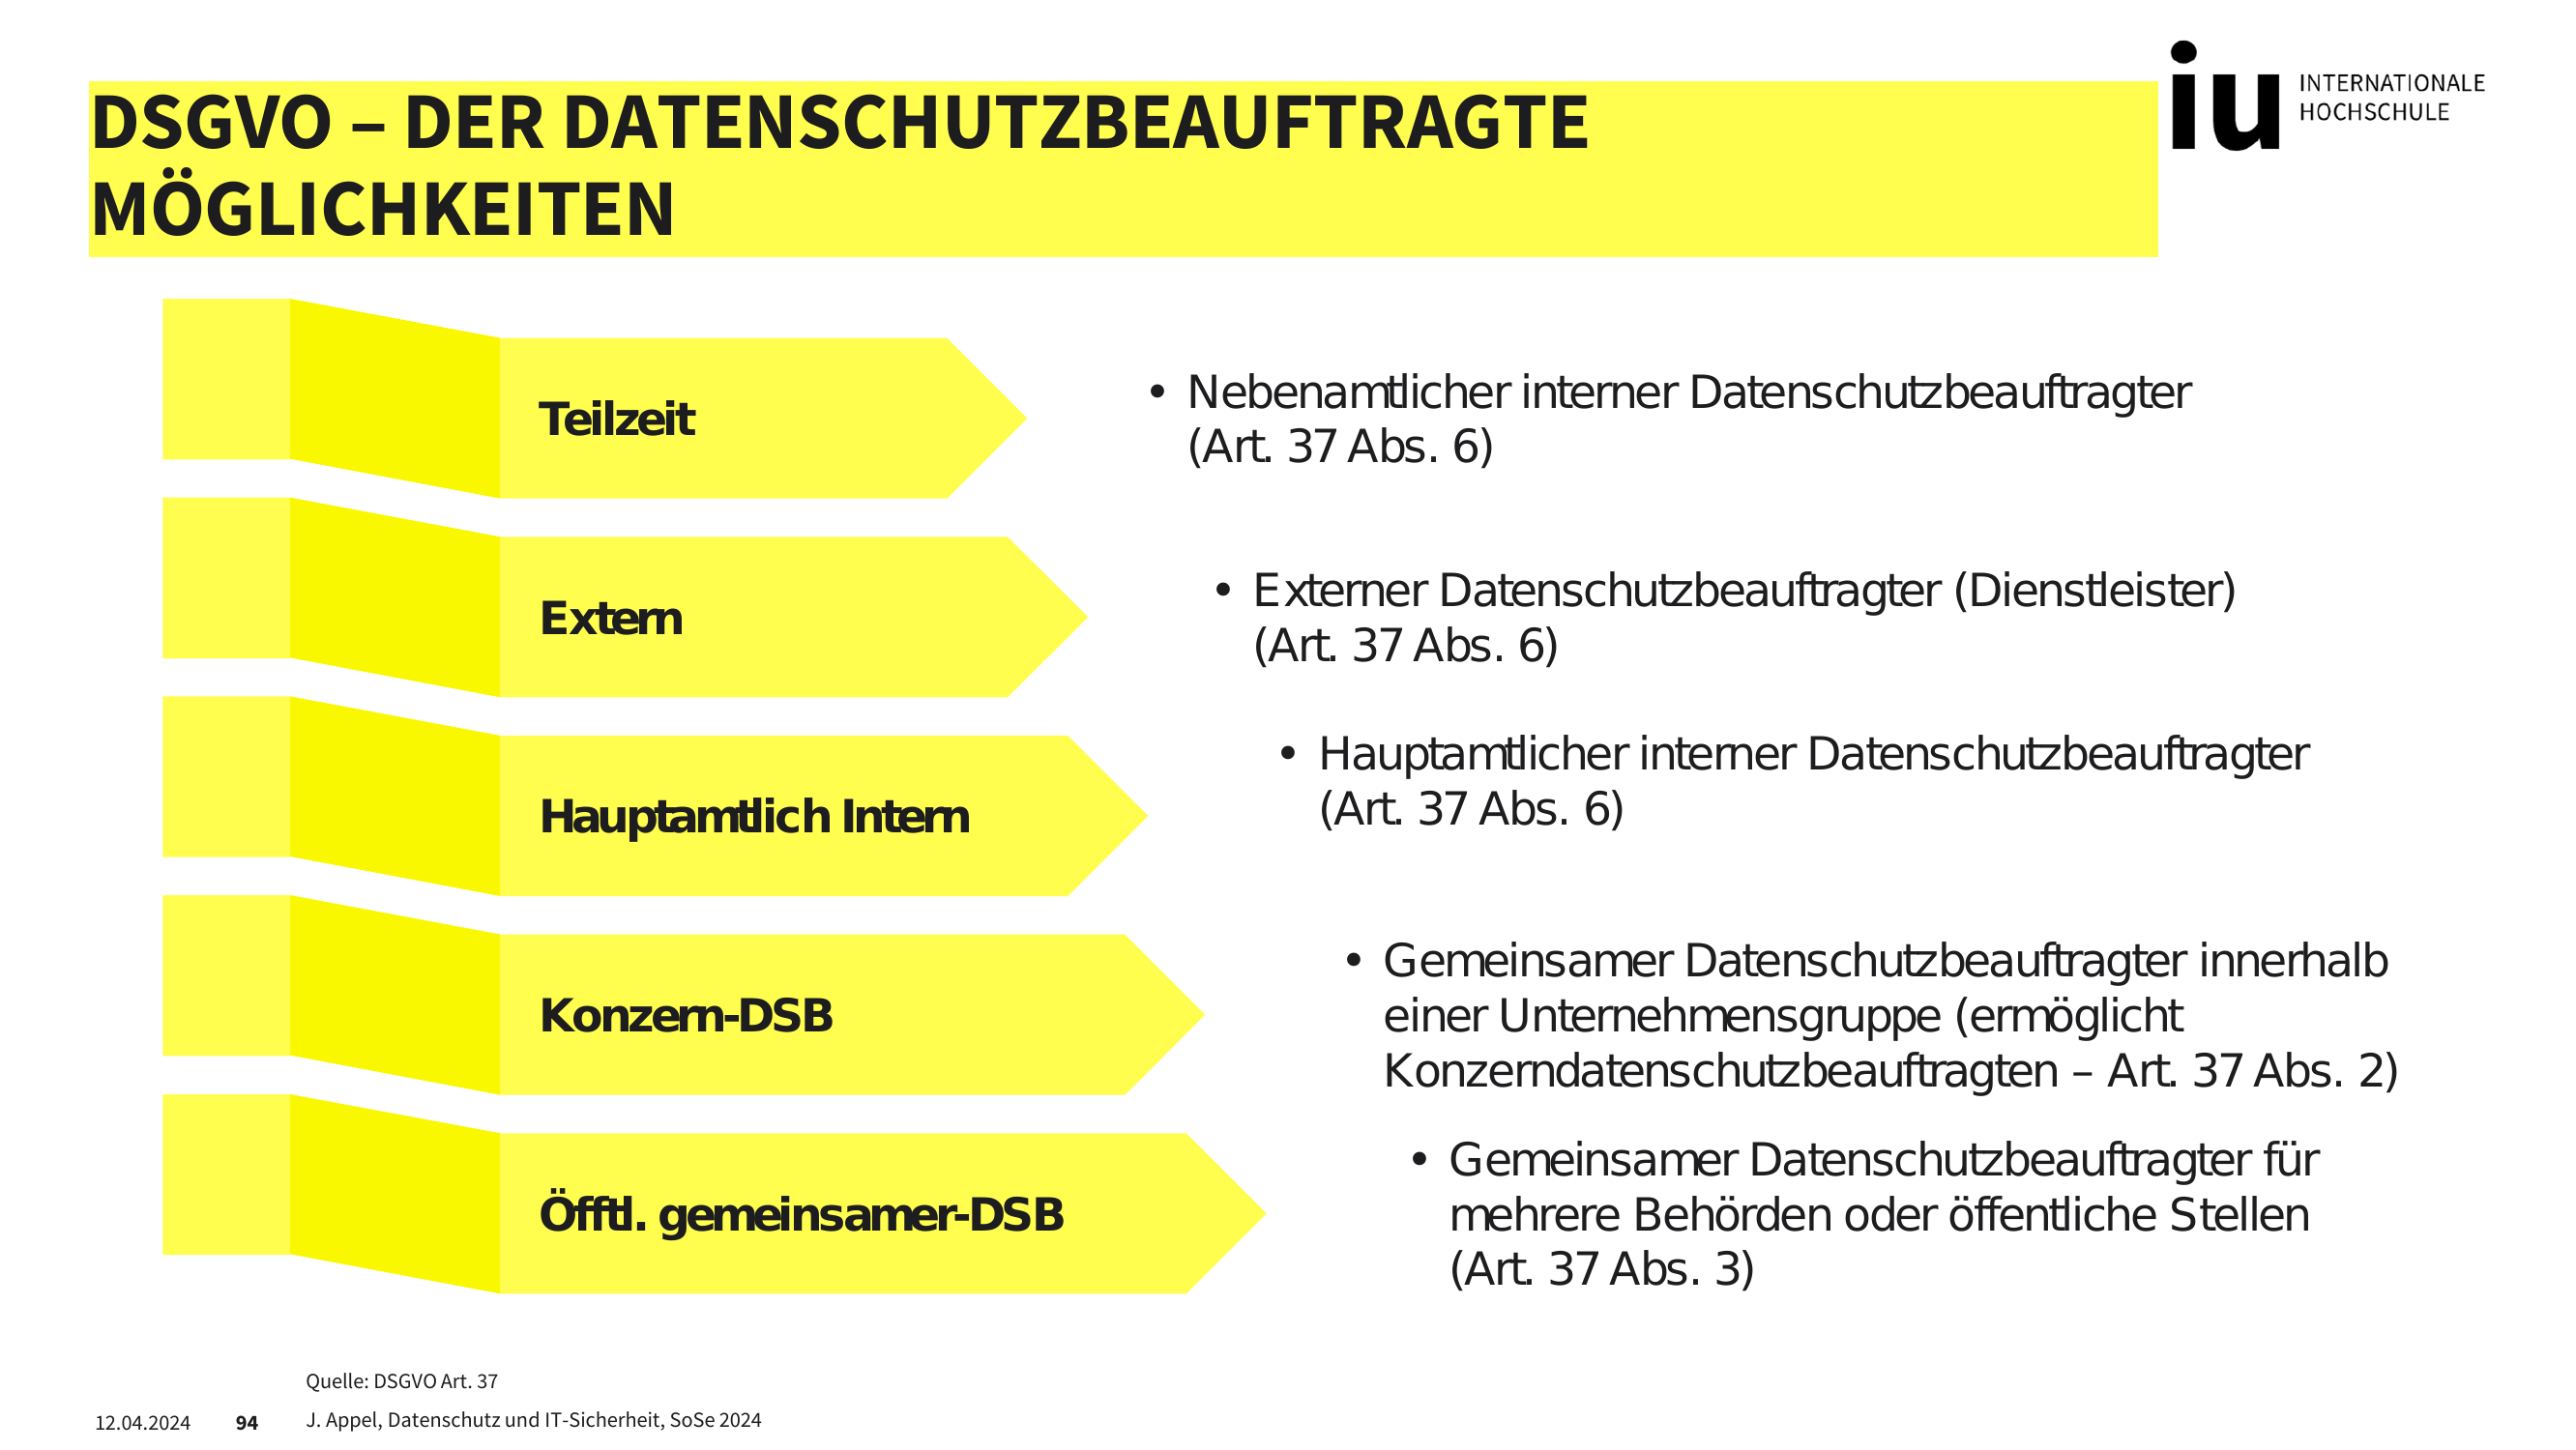 DSGVO – DER DATENSCHUTZBEAUFTRAGTE
MÖGLICHKEITEN
iu INTERNATIONALE
HOCHSCHULE
Teilzeit
• Nebenamtlicher interner Datenschutzbeauftragter
(Art. 37 Abs. 6)
Extern
• Externer Datenschutzbeauftragter (Dienstleister)
(Art. 37 Abs. 6)
Hauptamtlich Intern
• Hauptamtlicher interner Datenschutzbeauftragter
(Art. 37 Abs. 6)
Konzern-DSB
• Gemeinsamer Datenschutzbeauftragter innerhalb
einer Unternehmensgruppe (ermöglicht
Konzerndatenschutzbeauftragten – Art. 37 Abs. 2)
Öfftl. gemeinsamer-DSB
• Gemeinsamer Datenschutzbeauftragter für
mehrere Behörden oder öffentliche Stellen
(Art. 37 Abs. 3)
Quelle: DSGVO Art. 37
12.04.2024 94 J. Appel, Datenschutz und IT-Sicherheit, SoSe 2024